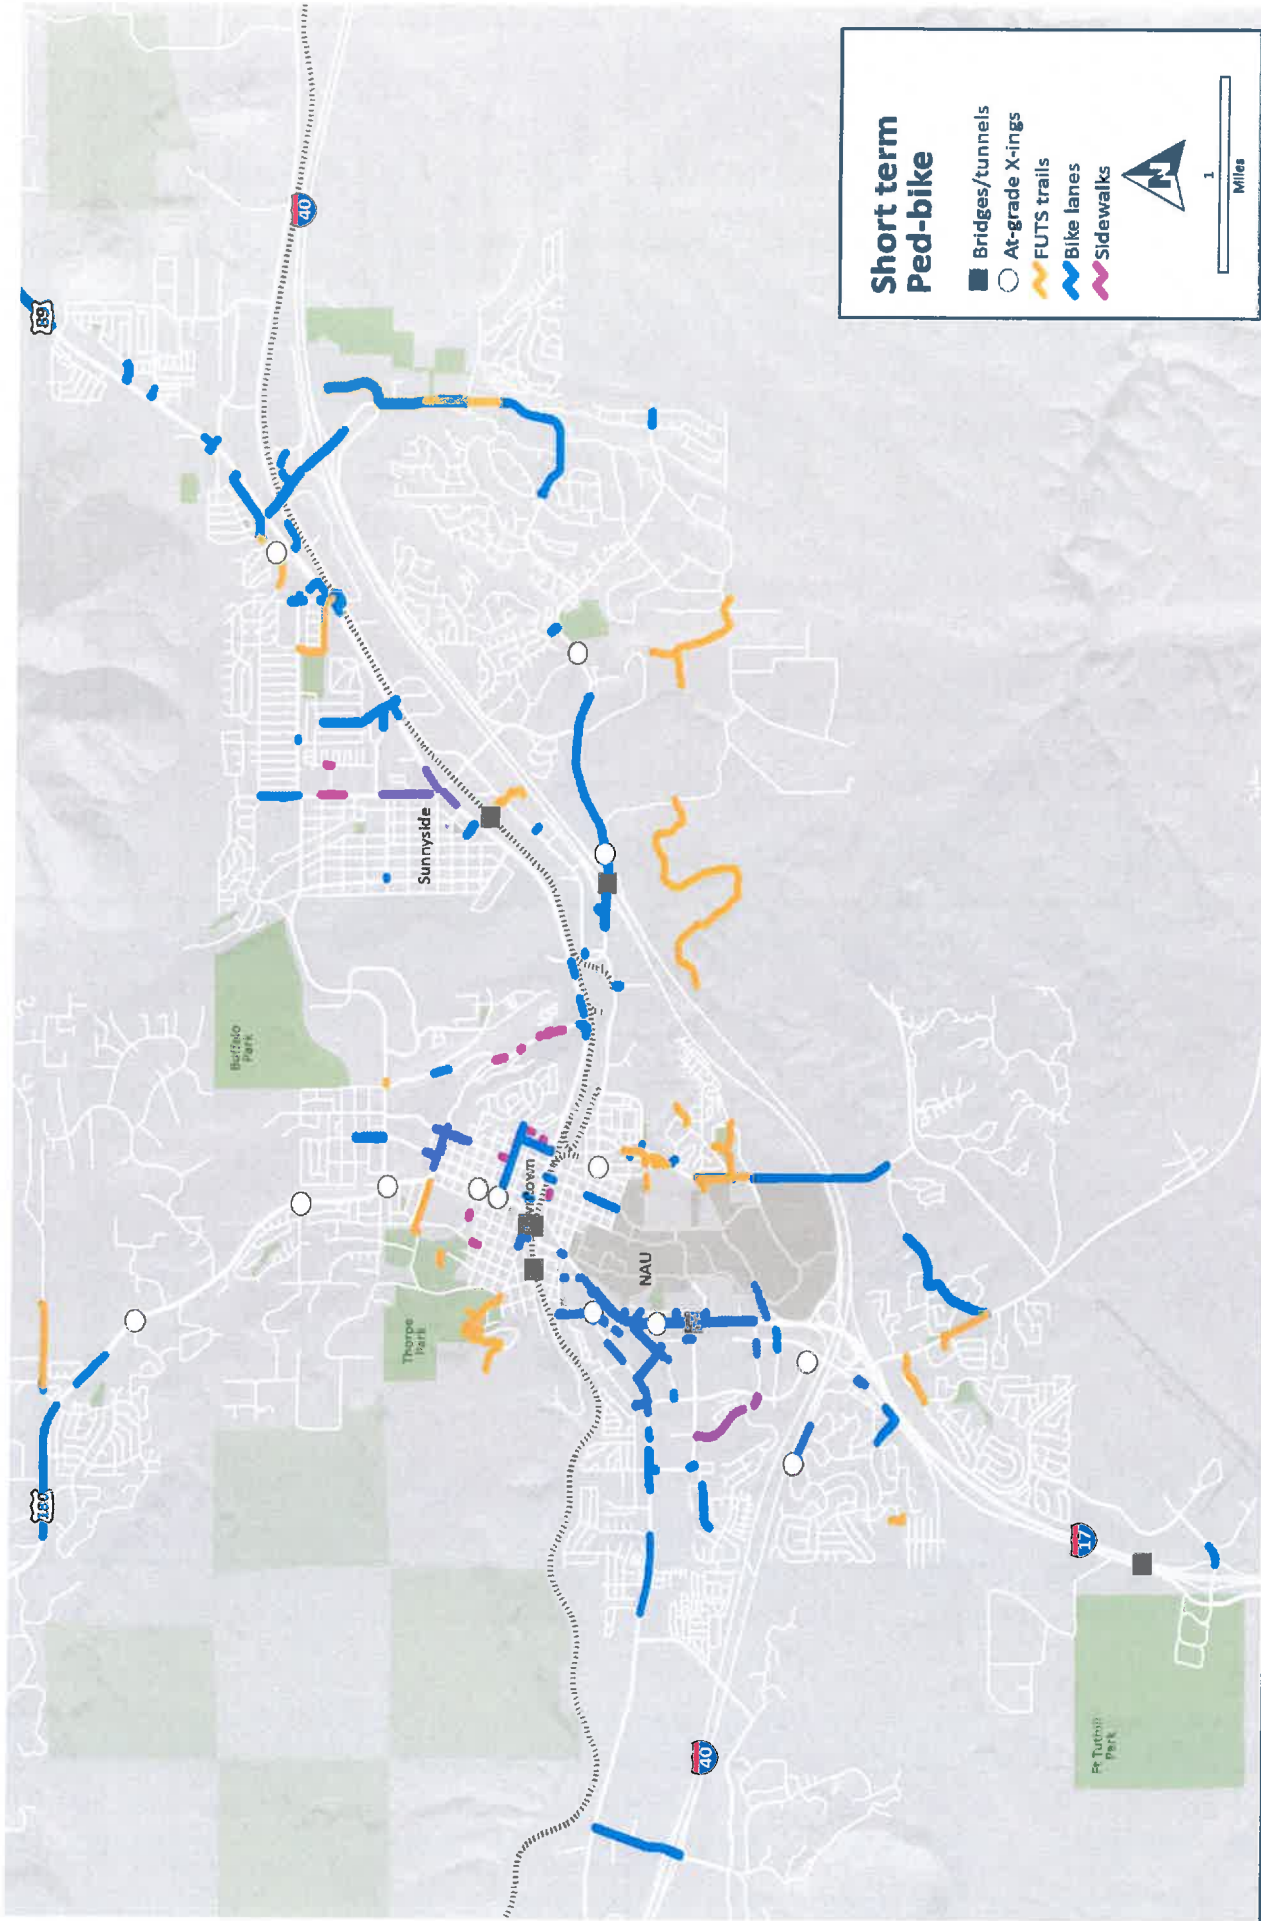 Short term
Ped-bike
Bridges/tunnels
At-grade X-ings
FUTS trails
Bike lanes
Sidewalks
N
1
Miles
180
89
40
Buffalo
Park
Sunnyside
Thorpe
Park
NAU
40
17
Ft Tuthill
Park